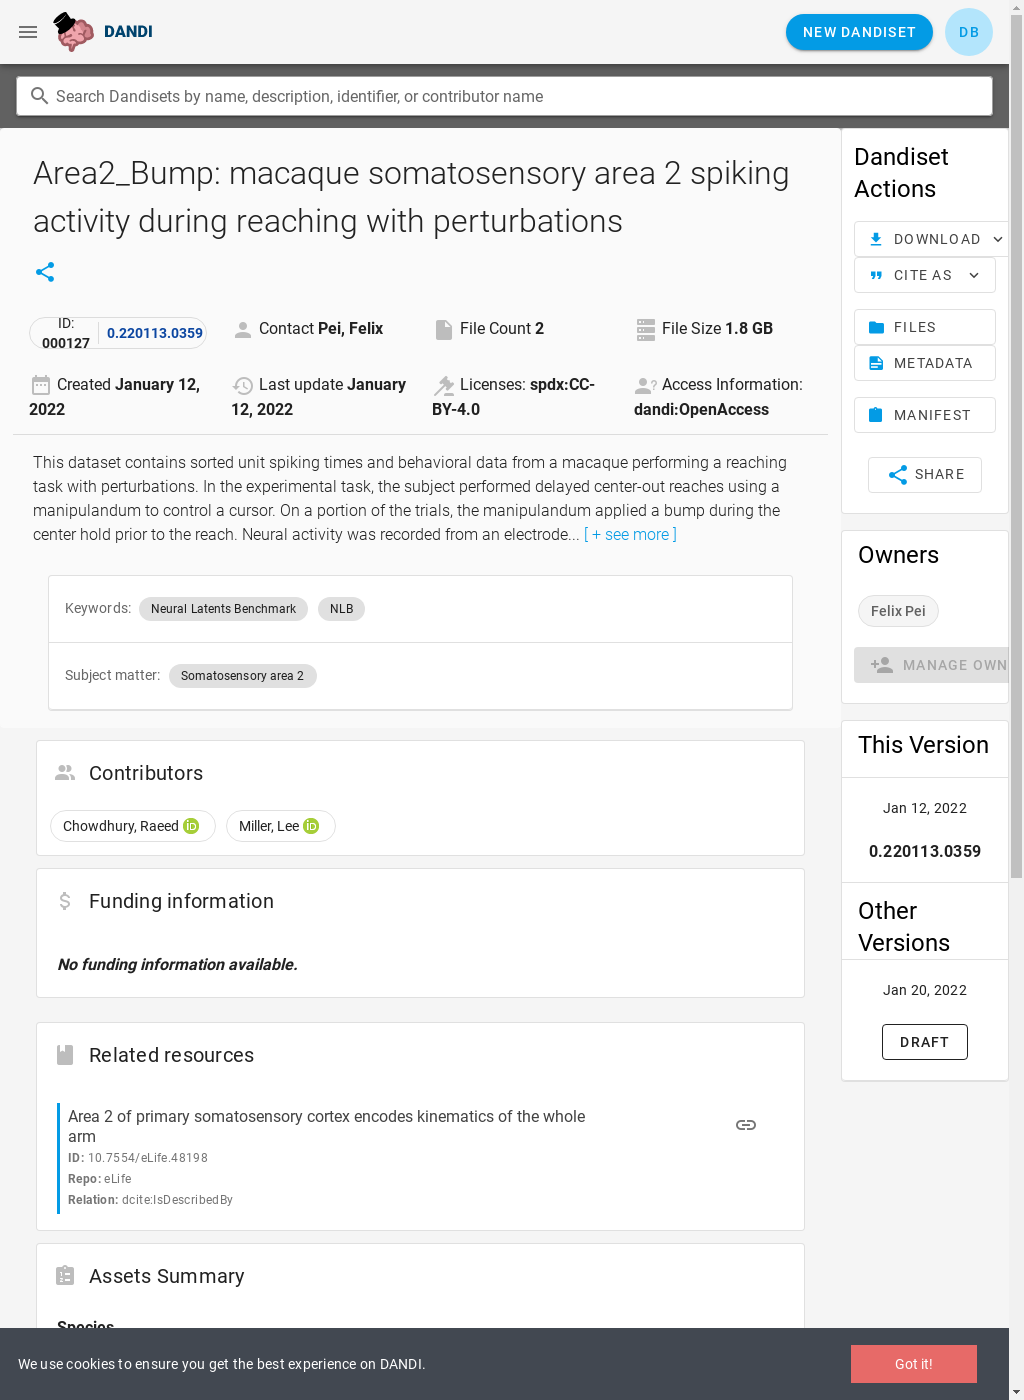 DANDI
NEW DANDISET
DB
Search Dandisets by name, description, identifier, or contributor name
Area2_Bump: macaque somatosensory area 2 spiking
activity during reaching with perturbations
ID:
000127
0.220113.0359
Contact Pei, Felix
File Count 2
File Size 1.8 GB
Created January 12,
2022
Last update January
12, 2022
Licenses: spdx:CC-
BY-4.0
Access Information:
dandi:OpenAccess
This dataset contains sorted unit spiking times and behavioral data from a macaque performing a reaching
task with perturbations. In the experimental task, the subject performed delayed center-out reaches using a
manipulandum to control a cursor. On a portion of the trials, the manipulandum applied a bump during the
center hold prior to the reach. Neural activity was recorded from an electrode... [ + see more ]
Keywords: Neural Latents Benchmark NLB
Subject matter: Somatosensory area 2
Contributors
Chowdhury, Raeed iD
Miller, Lee iD
Funding information
No funding information available.
Related resources
Area 2 of primary somatosensory cortex encodes kinematics of the whole
arm
ID: 10.7554/eLife.48198
Repo: eLife
Relation: dcite:IsDescribedBy
Assets Summary
Species
Dandiset
Actions
DOWNLOAD
CITE AS
FILES
METADATA
MANIFEST
SHARE
Owners
Felix Pei
MANAGE OWN
This Version
Jan 12, 2022
0.220113.0359
Other
Versions
Jan 20, 2022
DRAFT
We use cookies to ensure you get the best experience on DANDI.
Got it!